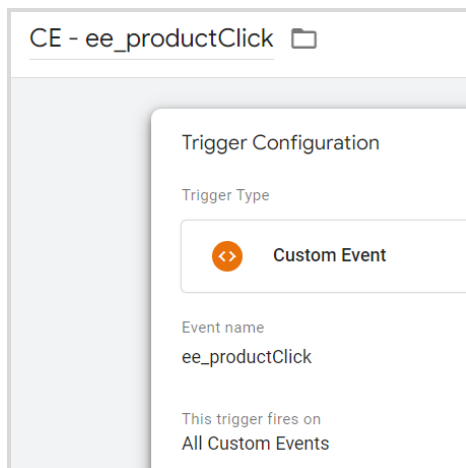 CE - ee_productClick
Trigger Configuration
Trigger Type
Custom Event
Event name
ee_productClick
This trigger fires on
All Custom Events